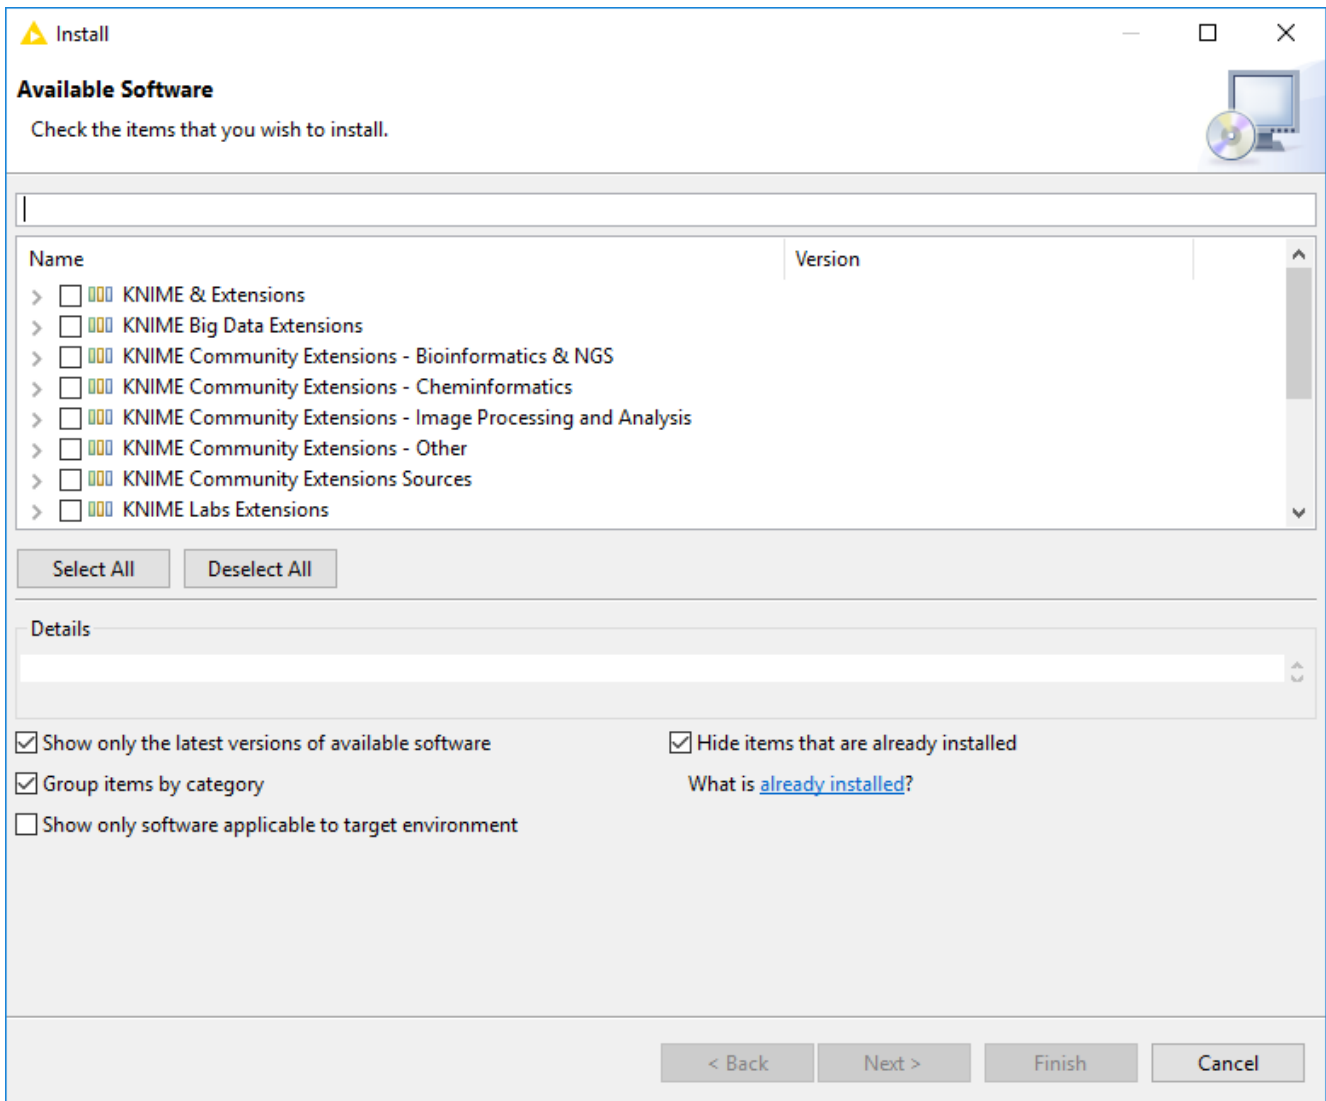 Install
Available Software
Check the items that you wish to install.
Name Version
KNIME & Extensions
KNIME Big Data Extensions
KNIME Community Extensions - Bioinformatics & NGS
KNIME Community Extensions - Cheminformatics
KNIME Community Extensions - Image Processing and Analysis
KNIME Community Extensions - Other
KNIME Community Extensions Sources
KNIME Labs Extensions
Select All Deselect All
Details
Show only the latest versions of available software Hide items that are already installed
Group items by category What is already installed?
Show only software applicable to target environment
< Back Next > Finish Cancel